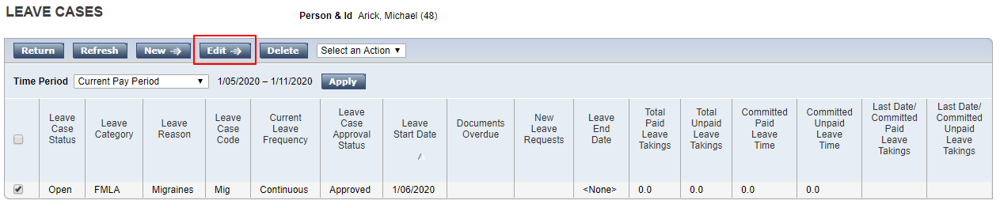 LEAVE CASES
Person & Id Arick, Michael (48)
Return Refresh New Edit Delete Select an Action
Time Period Current Pay Period 1/05/2020 – 1/11/2020 Apply
Leave
Case
Status
Leave
Category
Leave
Reason
Leave
Case
Code
Current
Leave
Frequency
Leave
Case
Approval
Status
Leave
Start Date
Documents
Overdue
New
Leave
Requests
Leave
End
Date
Total
Paid
Leave
Takings
Total
Unpaid
Leave
Takings
Committed
Paid
Leave
Time
Committed
Unpaid
Leave
Time
Last Date/
Committed
Paid
Leave
Takings
Last Date/
Committed
Unpaid
Leave
Takings
Open FMLA Migraines Mig Continuous Approved 1/06/2020 <None> 0.0 0.0 0.0 0.0